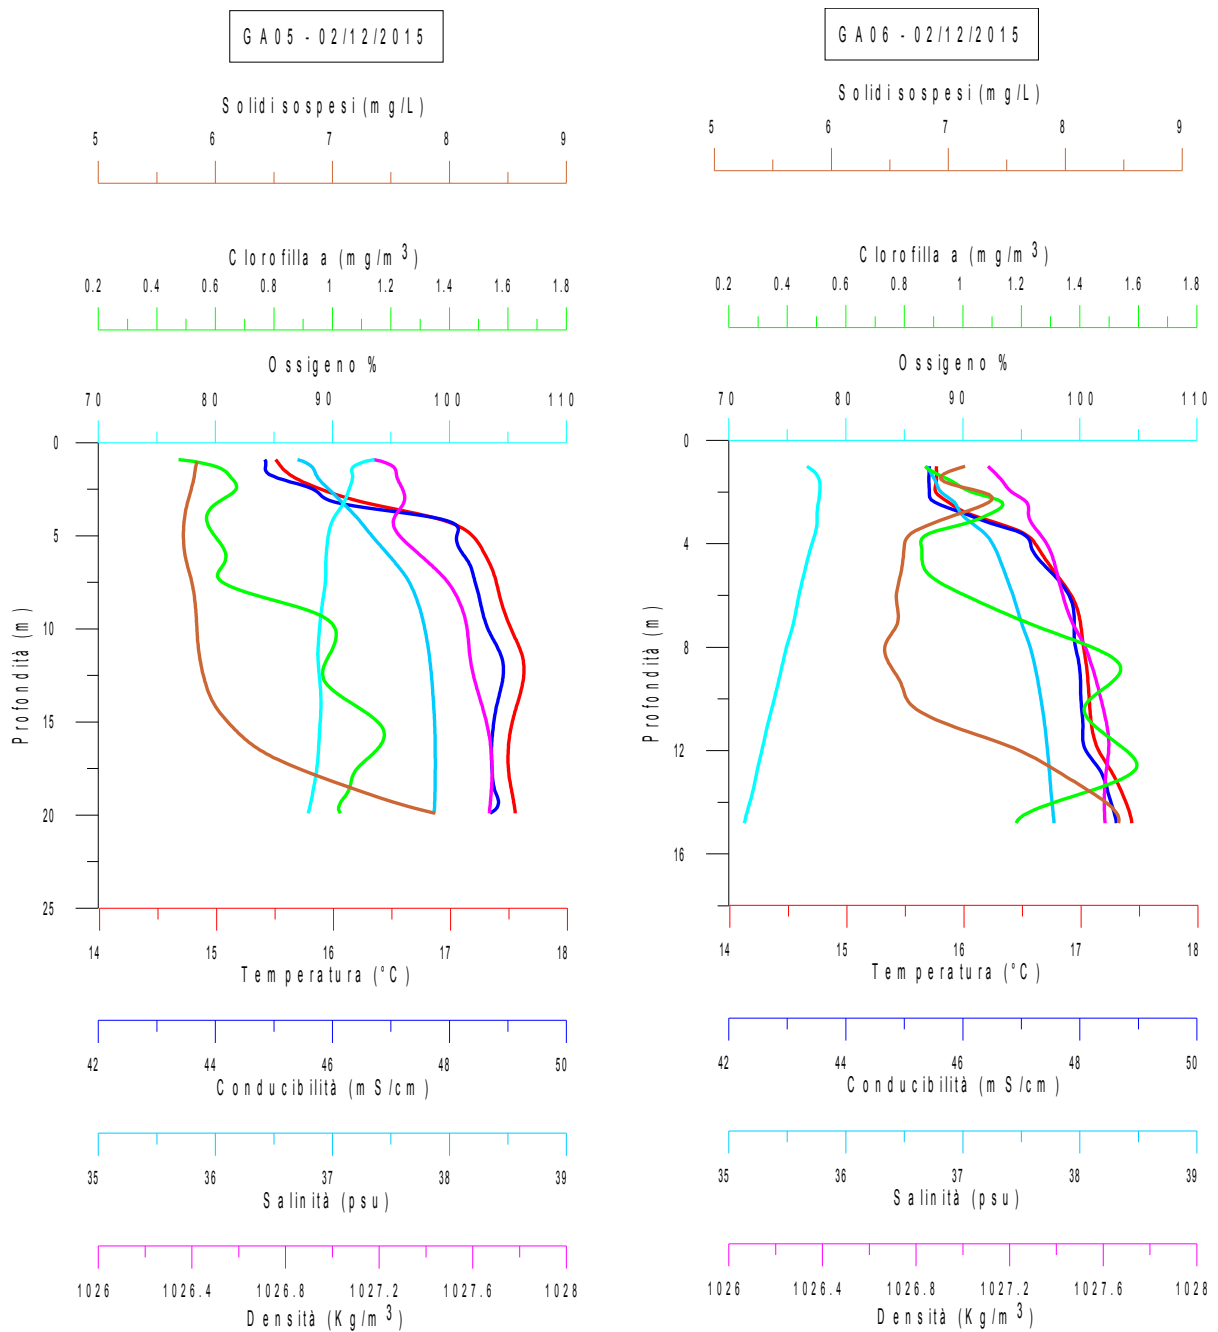 GA05 - 02/12/2015
Solidi sospesi (mg/L)
5 6 7 8 9
Clorofilla a (mg/m³)
0.2 0.4 0.6 0.8 1 1.2 1.4 1.6 1.8
Ossigeno %
70 80 90 100 110
0
5
10
15
20
25
Profondità (m)
14 15 16 17 18
Temperatura (°C)
42 44 46 48 50
Conducibilità (mS/cm)
35 36 37 38 39
Salinità (psu)
1026 1026.4 1026.8 1027.2 1027.6 1028
Densità (Kg/m³)
GA06 - 02/12/2015
Solidi sospesi (mg/L)
5 6 7 8 9
Clorofilla a (mg/m³)
0.2 0.4 0.6 0.8 1 1.2 1.4 1.6 1.8
Ossigeno %
70 80 90 100 110
0
4
8
12
16
Profondità (m)
14 15 16 17 18
Temperatura (°C)
42 44 46 48 50
Conducibilità (mS/cm)
35 36 37 38 39
Salinità (psu)
1026 1026.4 1026.8 1027.2 1027.6 1028
Densità (Kg/m³)